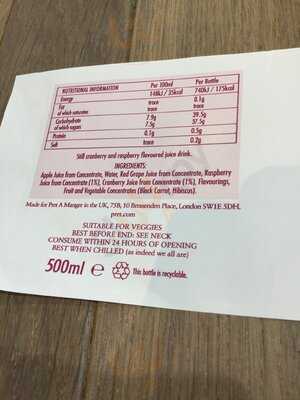 NUTRITIONAL INFORMATION Per 100ml Per Bottle
Energy 148kJ / 35kcal 740kJ / 175kcal
Fat trace 0.1g
of which saturates trace trace
Carbohydrate 7.9g 39.5g
of which sugars 7.5g 37.5g
Protein 0.1g 0.5g
Salt trace 0.2g
Still cranberry and raspberry flavoured juice drink.
INGREDIENTS:
Apple Juice from Concentrate, Water, Red Grape Juice from Concentrate, Raspberry
Juice from Concentrate (1%), Cranberry Juice from Concentrate (1%), Flavourings,
Fruit and Vegetable Concentrates (Black Carrot, Hibiscus).
Made for Pret A Manger in the UK, 75B, 30 Bressenden Place, London SW1E 5DH.
pret.com
SUITABLE FOR VEGGIES
BEST BEFORE END: SEE NECK
CONSUME WITHIN 24 HOURS OF OPENING
BEST WHEN CHILLED (as indeed we all are)
500ml e This bottle is recyclable.